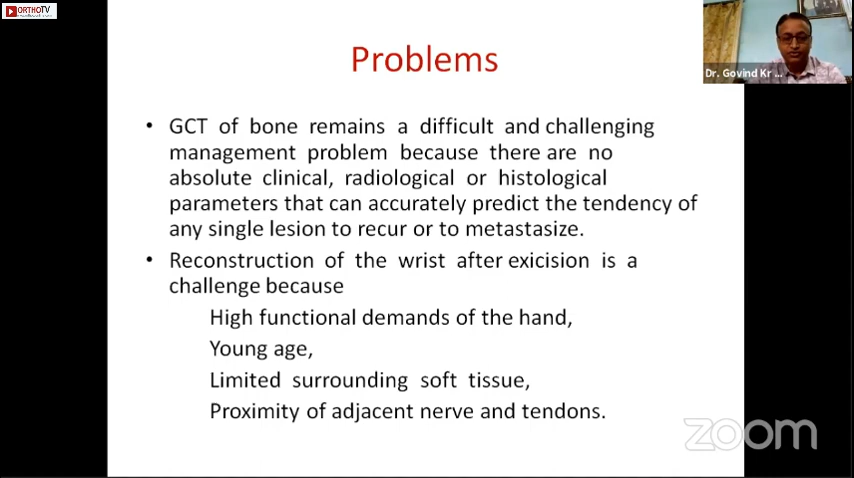 ORTHOTV
Dr. Govind Kr ...
Problems
• GCT of bone remains a difficult and challenging
management problem because there are no
absolute clinical, radiological or histological
parameters that can accurately predict the tendency of
any single lesion to recur or to metastasize.
• Reconstruction of the wrist after exicision is a
challenge because
High functional demands of the hand,
Young age,
Limited surrounding soft tissue,
Proximity of adjacent nerve and tendons.
zoom